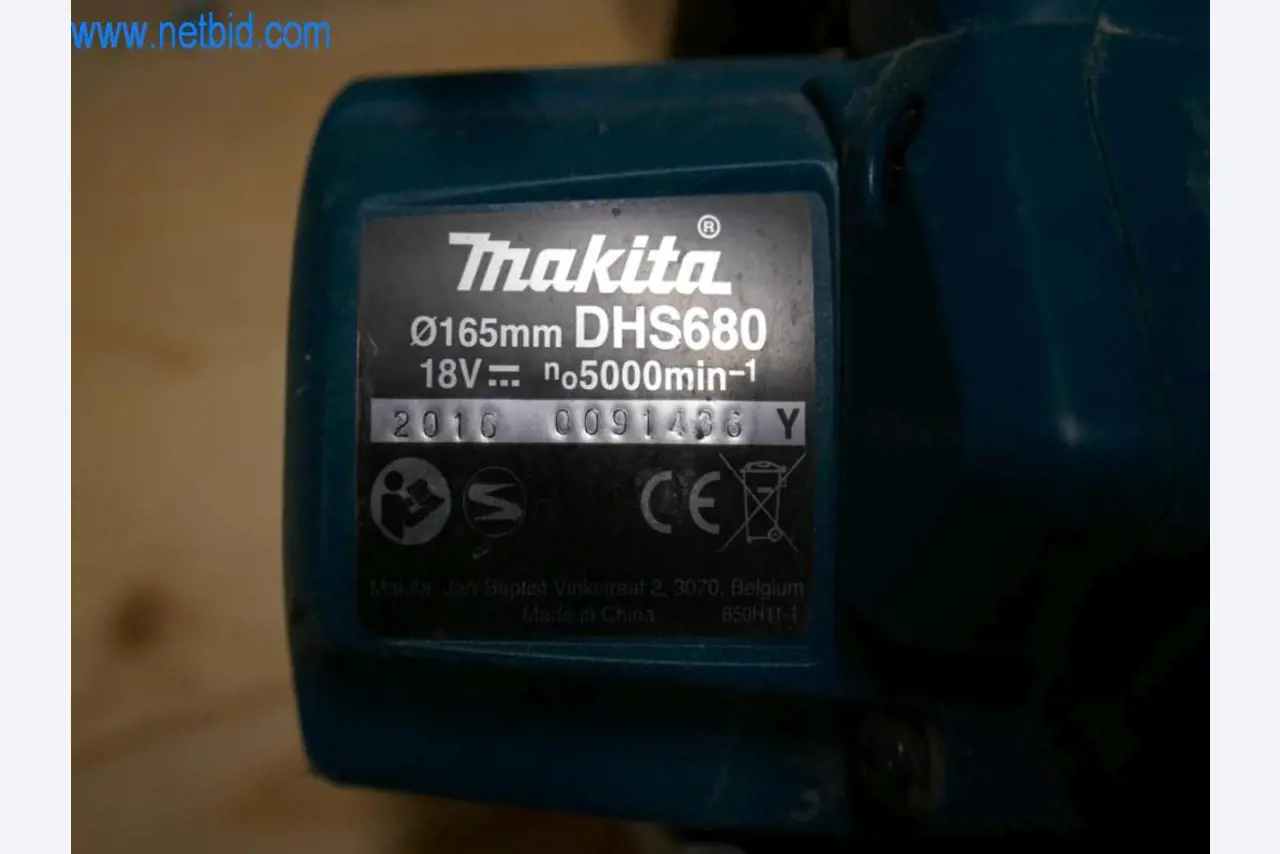 www.netbid.com
Makita®
Ø165mm DHS680
18V⎓ n₀5000min⁻¹
2016 0091436 Y
CE
Makita Jan-Baptist Vinkstraat 2, 3070, Belgium
Made in China 850H11-1